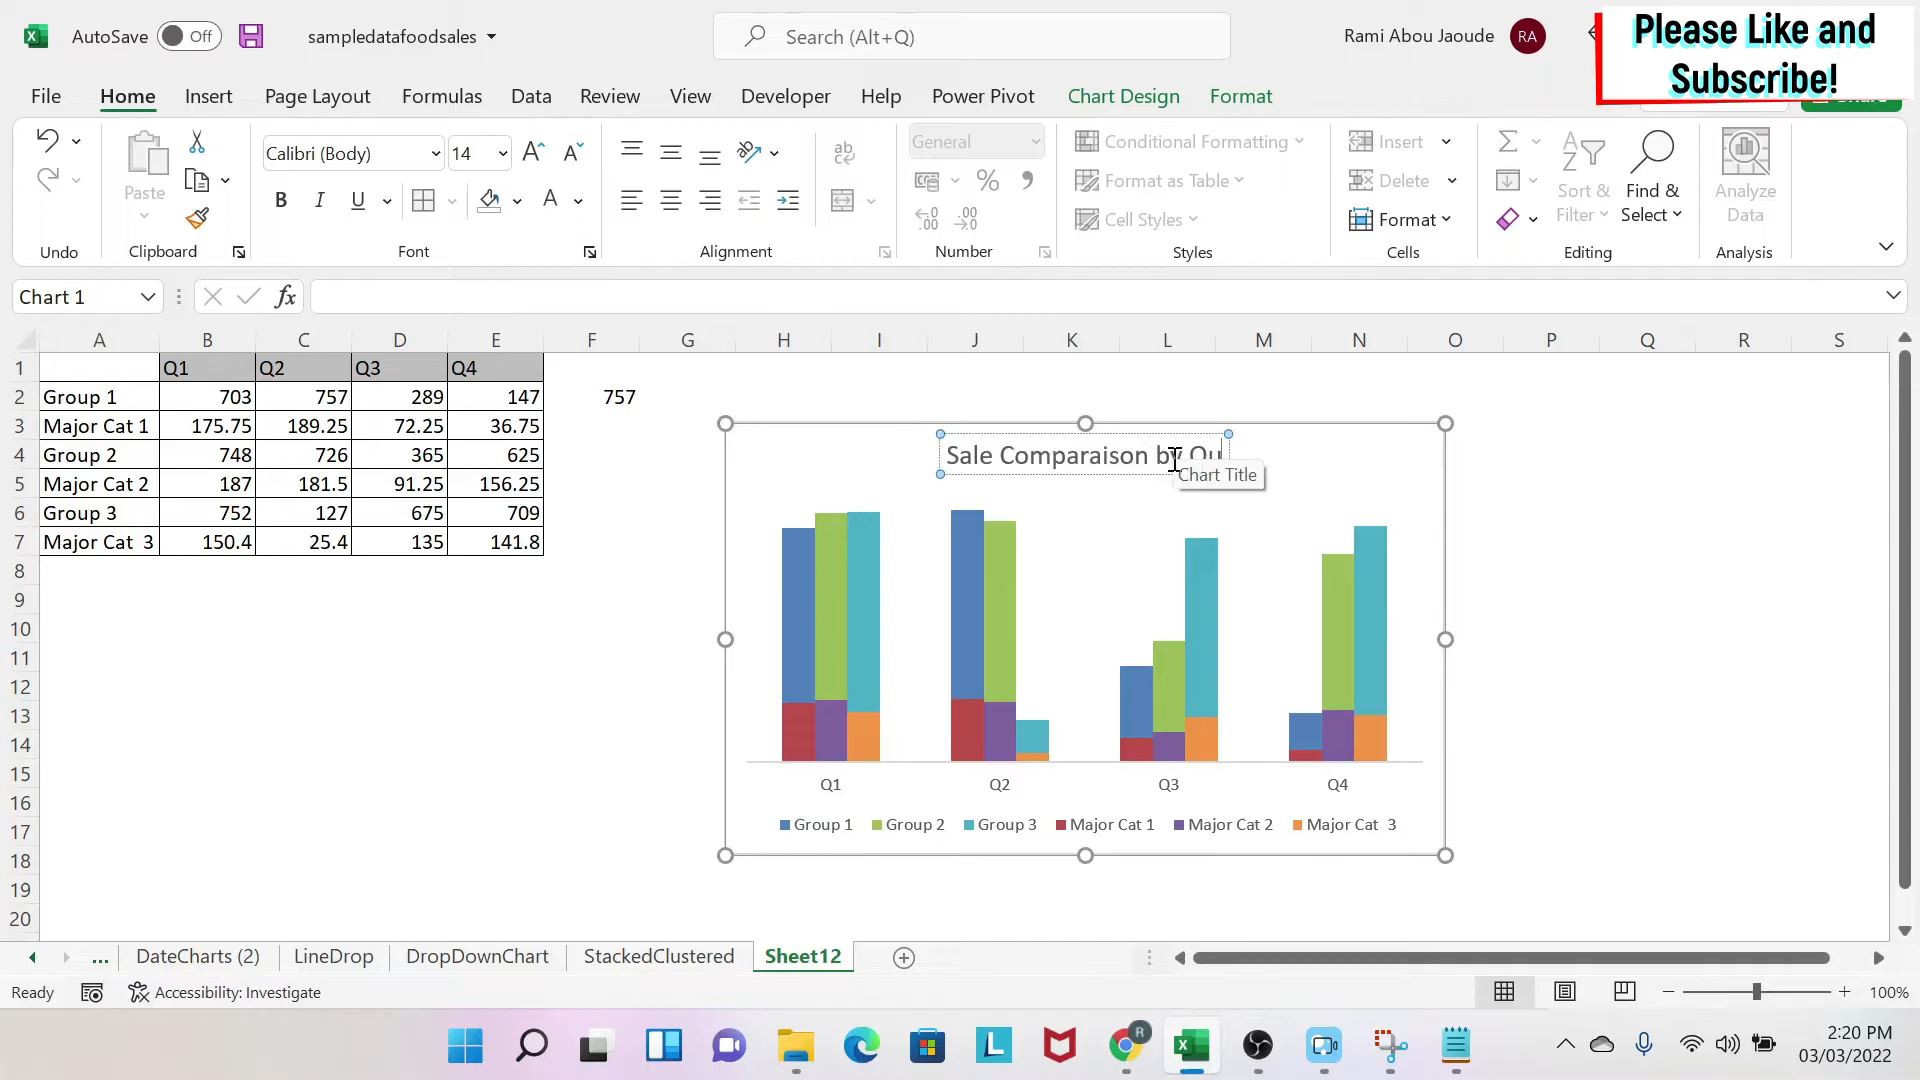 AutoSave Off sampledatafoodsales Search (Alt+Q) Rami Abou Jaoude RA
Please Like and
Subscribe!
File Home Insert Page Layout Formulas Data Review View Developer Help Power Pivot Chart Design Format
Calibri (Body) 14 General Conditional Formatting Insert
Paste Format as Table Delete Sort & Find & Analyze
B I U A Cell Styles Format Filter Select Data
Undo Clipboard Font Alignment Number Styles Cells Editing Analysis
Chart 1 fx
A B C D E F G H I J K L M N O P Q R S
1 Q1 Q2 Q3 Q4
2 Group 1 703 757 289 147 757
3 Major Cat 1 175.75 189.25 72.25 36.75
4 Group 2 748 726 365 625
5 Major Cat 2 187 181.5 91.25 156.25
6 Group 3 752 127 675 709
7 Major Cat 3 150.4 25.4 135 141.8
8
9
10
11
12
13
14
15
16
17
18
19
20
Sale Comparaison by Qu
Chart Title
Q1 Q2 Q3 Q4
Group 1 Group 2 Group 3 Major Cat 1 Major Cat 2 Major Cat 3
... DateCharts (2) LineDrop DropDownChart StackedClustered Sheet12
Ready Accessibility: Investigate 100%
2:20 PM
03/03/2022